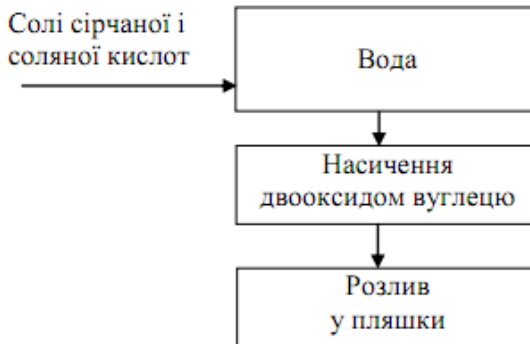 Солі сірчаної і
соляної кислот
Вода
Насичення
двооксидом вуглецю
Розлив
у пляшки